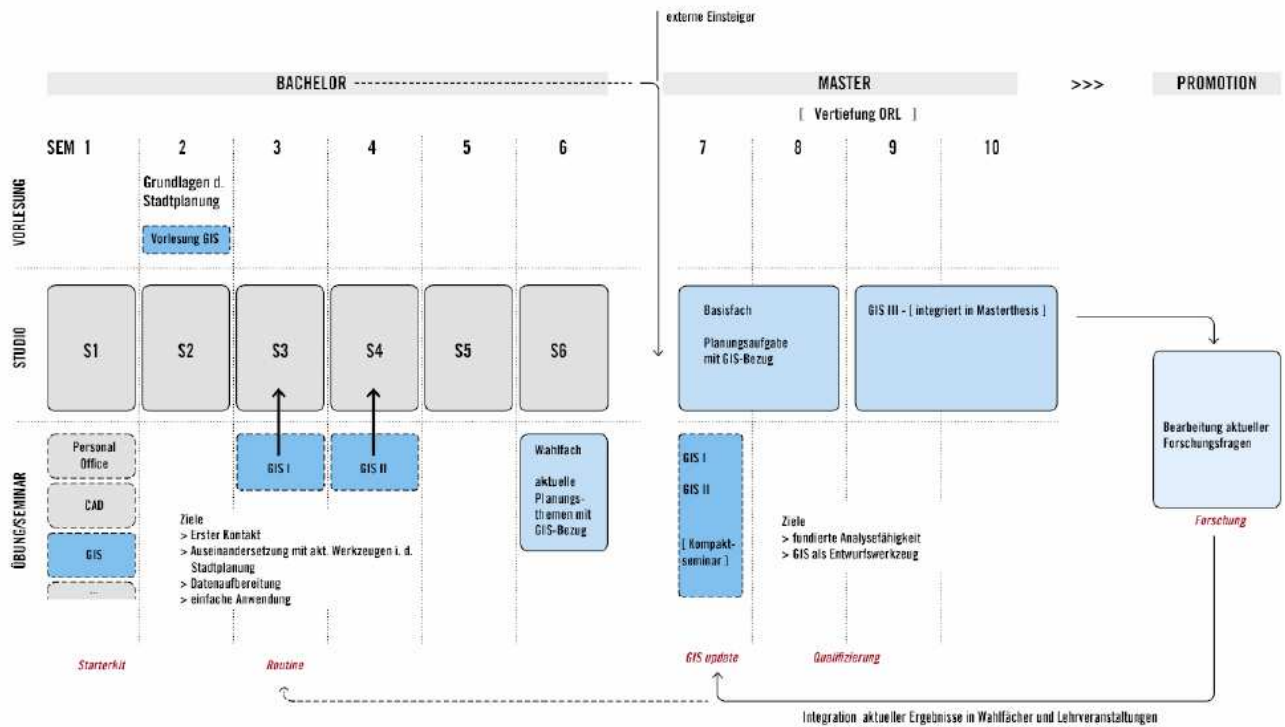 externe Einsteiger
BACHELOR
MASTER
>>>
PROMOTION
[ Vertiefung ORL ]
SEM 1
2
3
4
5
6
7
8
9
10
VORLESUNG
Grundlagen d.
Stadtplanung
Vorlesung GIS
STUDIO
S1
S2
S3
S4
S5
S6
Basisfach
Planungsaufgabe
mit GIS-Bezug
GIS III - [ integriert in Masterthesis ]
Bearbeitung aktueller
Forschungsfragen
Forschung
ÜBUNG/SEMINAR
Personal
Office
CAD
GIS
...
GIS I
GIS II
Wahlfach
aktuelle
Planungs-
themen mit
GIS-Bezug
Ziele
> Erster Kontakt
> Auseinandersetzung mit akt. Werkzeugen i. d.
Stadtplanung
> Datenaufbereitung
> einfache Anwendung
GIS I
GIS II
[ Kompakt-
seminar ]
Ziele
> fundierte Analysefähigkeit
> GIS als Entwurfswerkzeug
Starterkit
Routine
GIS update
Qualifizierung
Integration aktueller Ergebnisse in Wahlfächer und Lehrveranstaltungen